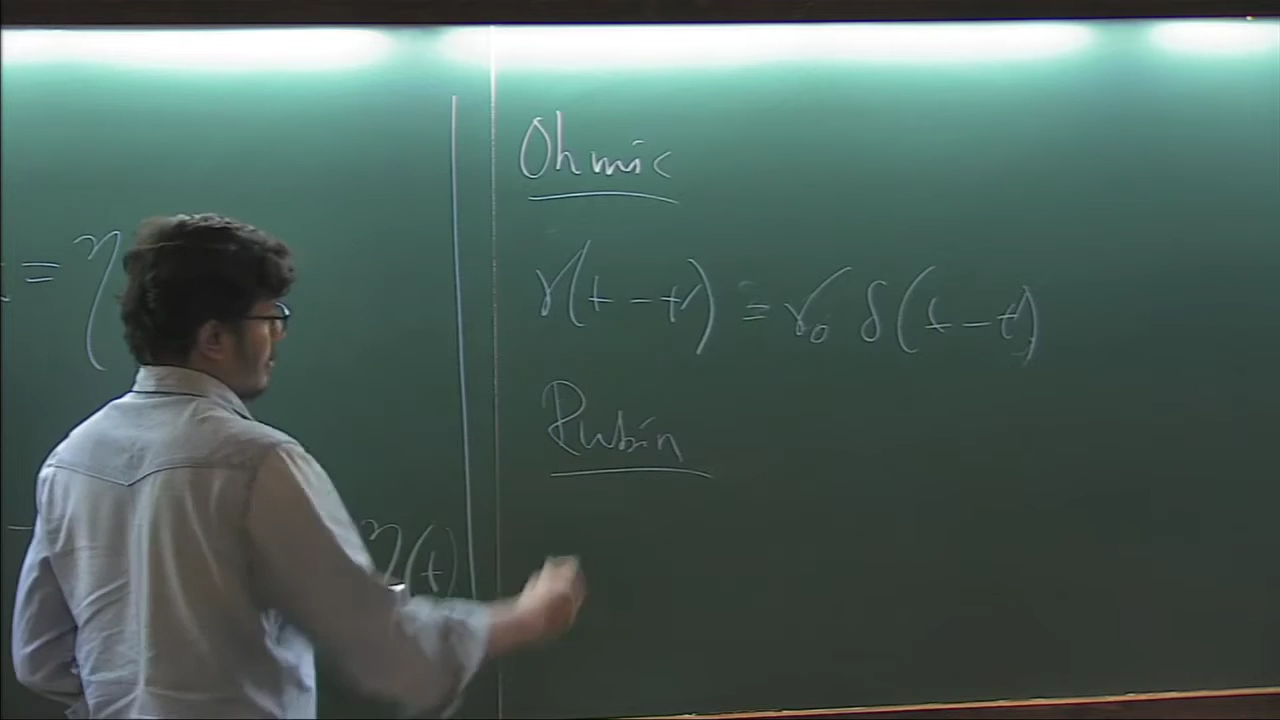 = η
η(t)
Ohmic
γ(t-t') = γ₀ δ(t-t')
Rubin